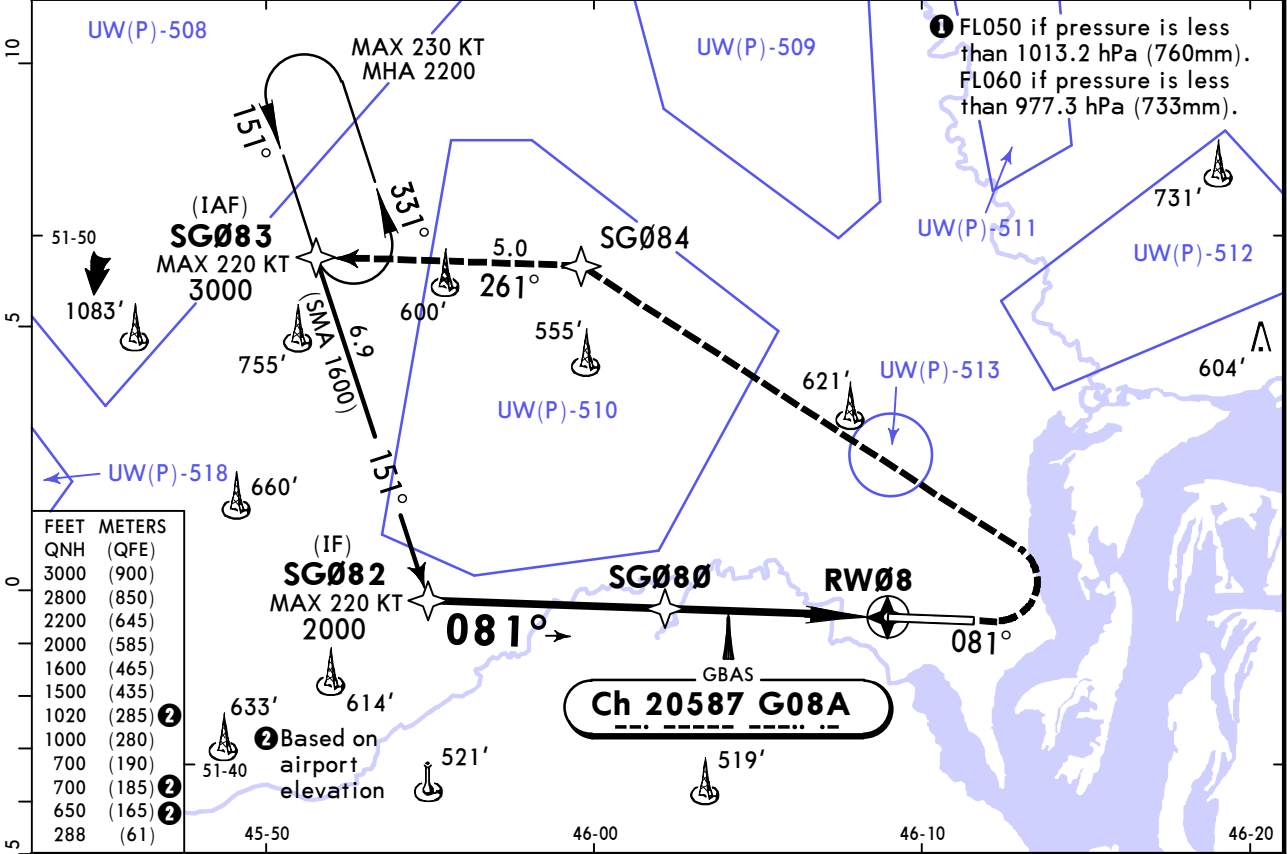 UW(P)-508
MAX 230 KT
MHA 2200
UW(P)-509
❶ FL050 if pressure is less
than 1013.2 hPa (760mm).
FL060 if pressure is less
than 977.3 hPa (733mm).
10
151°
331°
(IAF)
SGØ83
MAX 220 KT
3000
51-50
5.0
261°
SGØ84
UW(P)-511
731'
UW(P)-512
1083'
755'
600'
555'
6.9
(SMA 1600)
5
604'
621'
UW(P)-513
UW(P)-510
UW(P)-518
660'
151°
FEET METERS
QNH (QFE)
3000 (900)
2800 (850)
2200 (645)
2000 (585)
1600 (465)
1500 (435)
1020 (285) ❷
1000 (280)
700 (190)
700 (185) ❷
650 (165) ❷
288 (61)
0
(IF)
SGØ82
MAX 220 KT
2000
SGØ80
RWØ8
081°
081°
GBAS
Ch 20587 G08A
614'
633'
❷ Based on
airport
elevation
521'
519'
51-40
5
45-50
46-00
46-10